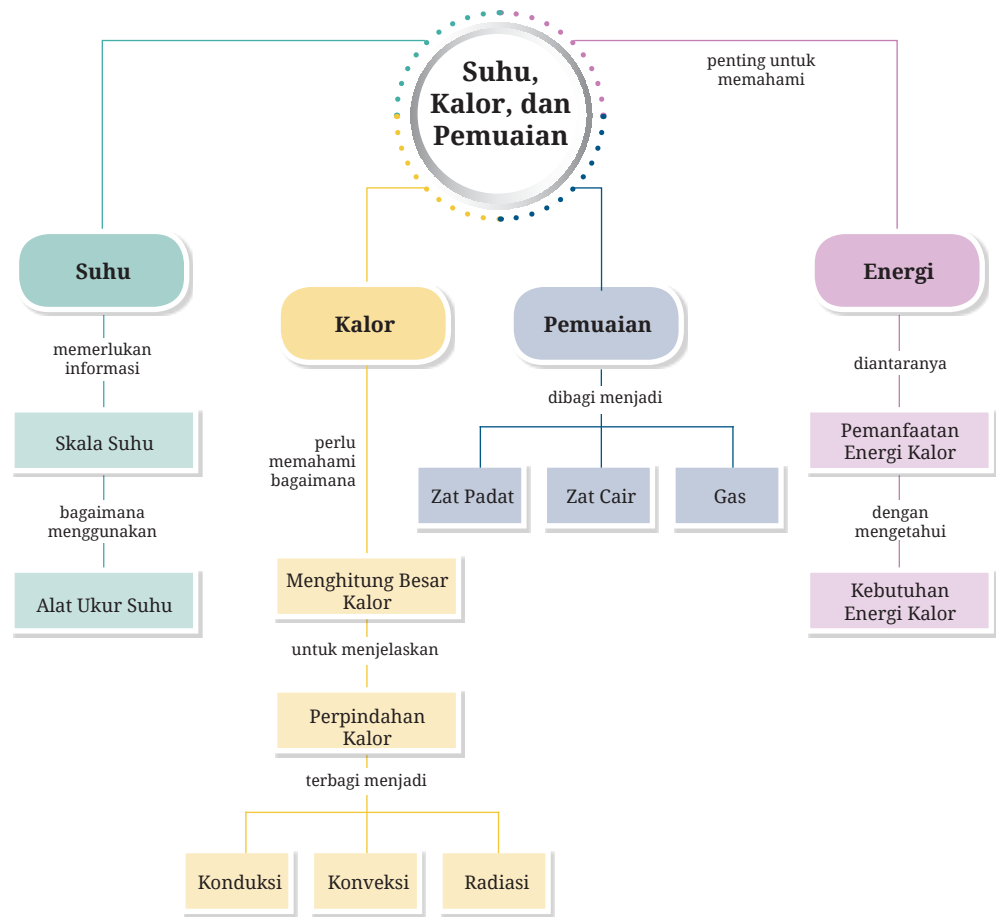 Suhu,
Kalor, dan
Pemuaian
penting untuk
memahami
Suhu
memerlukan
informasi
Skala Suhu
bagaimana
menggunakan
Alat Ukur Suhu
Kalor
perlu
memahami
bagaimana
Menghitung Besar
Kalor
untuk menjelaskan
Perpindahan
Kalor
terbagi menjadi
Konduksi
Konveksi
Radiasi
Pemuaian
dibagi menjadi
Zat Padat
Zat Cair
Gas
Energi
diantaranya
Pemanfaatan
Energi Kalor
dengan
mengetahui
Kebutuhan
Energi Kalor